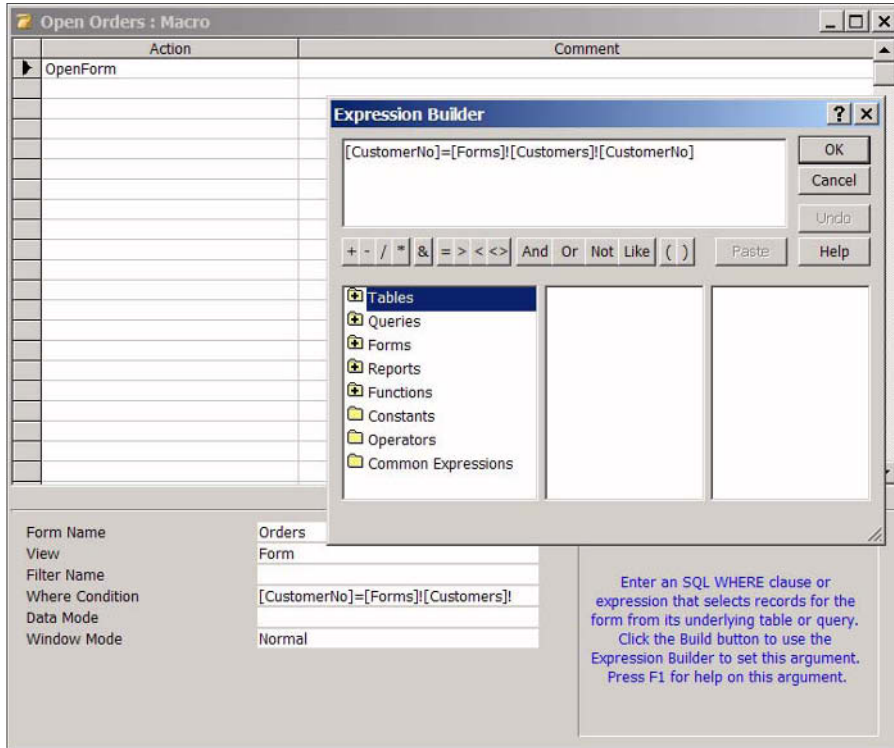 Open Orders : Macro
Action Comment
OpenForm
Expression Builder
[CustomerNo]=[Forms]![Customers]![CustomerNo]
OK
Cancel
Undo
+ - / * & = > < <> And Or Not Like ( ) Paste Help
Tables
Queries
Forms
Reports
Functions
Constants
Operators
Common Expressions
Form Name Orders
View Form
Filter Name
Where Condition [CustomerNo]=[Forms]![Customers]!
Data Mode
Window Mode Normal
Enter an SQL WHERE clause or
expression that selects records for the
form from its underlying table or query.
Click the Build button to use the
Expression Builder to set this argument.
Press F1 for help on this argument.